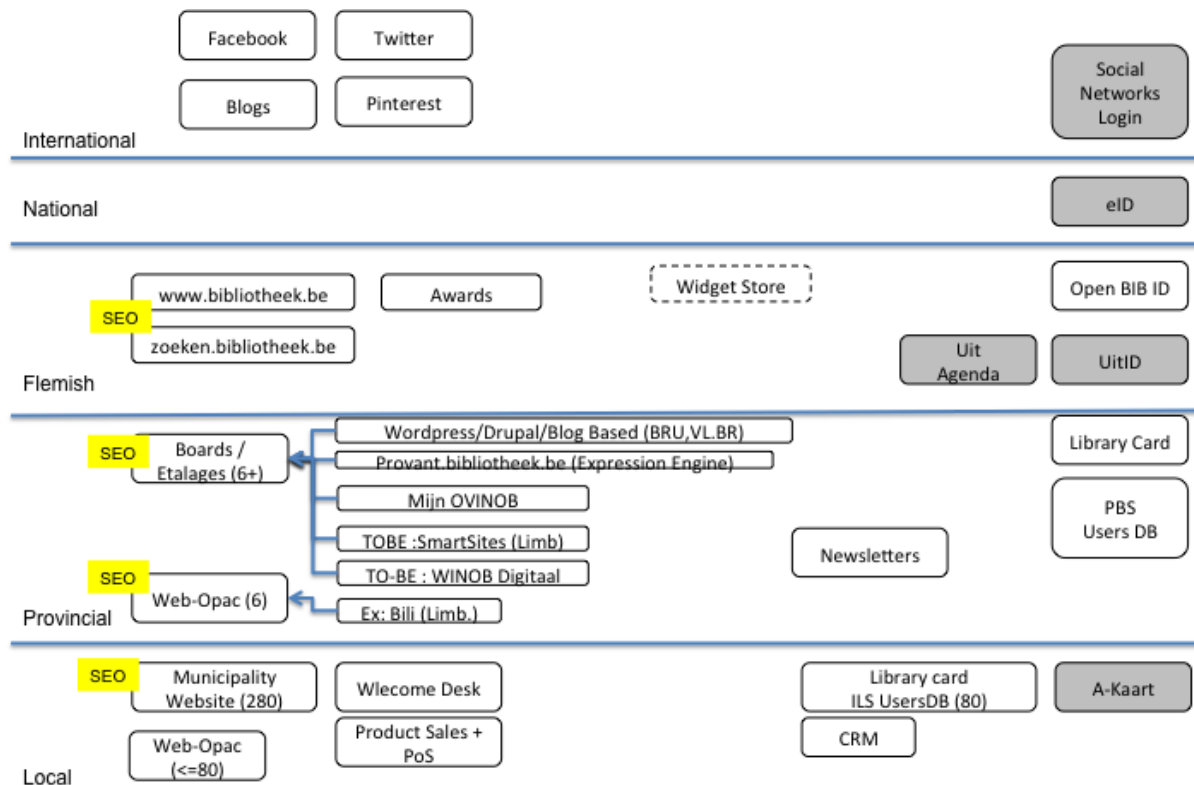 Facebook
Twitter
Blogs
Pinterest
Social
Networks
Login
International
National
eID
www.bibliotheek.be
Awards
Widget Store
Open BIB ID
SEO
zoeken.bibliotheek.be
Uit
Agenda
UitID
Flemish
SEO
Boards /
Etalages (6+)
Wordpress/Drupal/Blog Based (BRU,VL.BR)
Provant.bibliotheek.be (Expression Engine)
Mijn OVINOB
TOBE :SmartSites (Limb)
TO-BE : WINOB Digitaal
Library Card
PBS
Users DB
Newsletters
SEO
Web-Opac (6)
Ex: Bili (Limb.)
Provincial
SEO
Municipality
Website (280)
Wlecome Desk
Library card
ILS UsersDB (80)
A-Kaart
Web-Opac
(<=80)
Product Sales +
PoS
CRM
Local